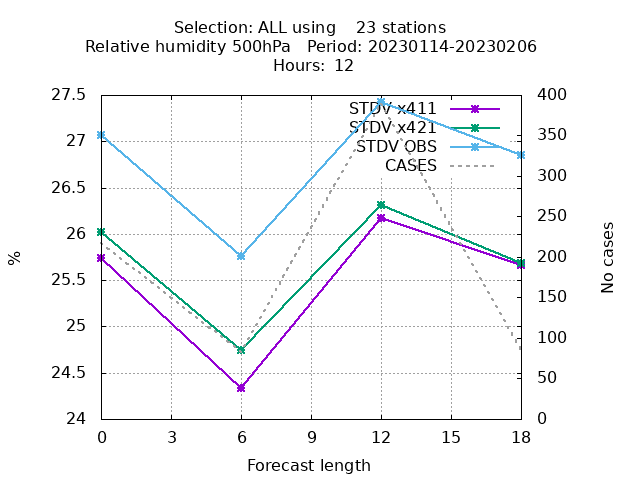 Selection: ALL using 23 stations
Relative humidity 500hPa Period: 20230114-20230206
Hours: 12
27.5
27
26.5
26
25.5
25
24.5
24
%
STDV x411
STDV x421
STDV OBS
CASES
400
350
300
250
200
150
100
50
0
No cases
0 3 6 9 12 15 18
Forecast length